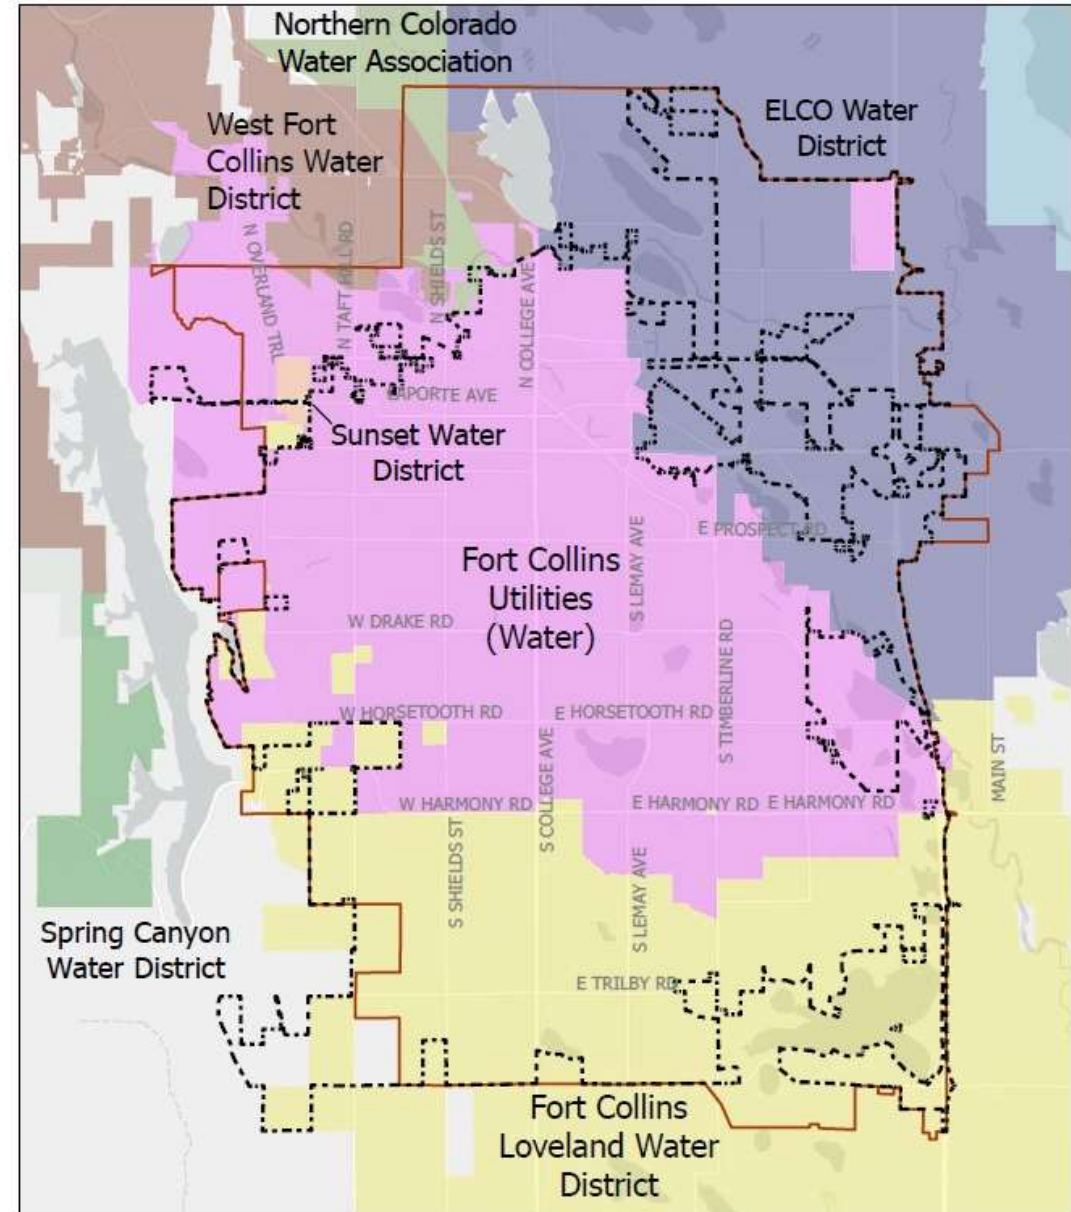 Northern Colorado
Water Association
ELCO Water
District
West Fort
Collins Water
District
N OVERLAND TRL
N TAFT HILL RD
N SHIELDS ST
N COLLEGE AVE
LAPORTE AVE
Sunset Water
District
E PROSPECT RD
Fort Collins
Utilities
(Water)
S LEMAY AVE
W DRAKE RD
S TIMBERLINE RD
W HORSETOOTH RD
E HORSETOOTH RD
S COLLEGE AVE
MAIN ST
W HARMONY RD
E HARMONY RD
E HARMONY RD
S SHIELDS ST
S LEMAY AVE
Spring Canyon
Water District
E TRILBY RD
Fort Collins
Loveland Water
District